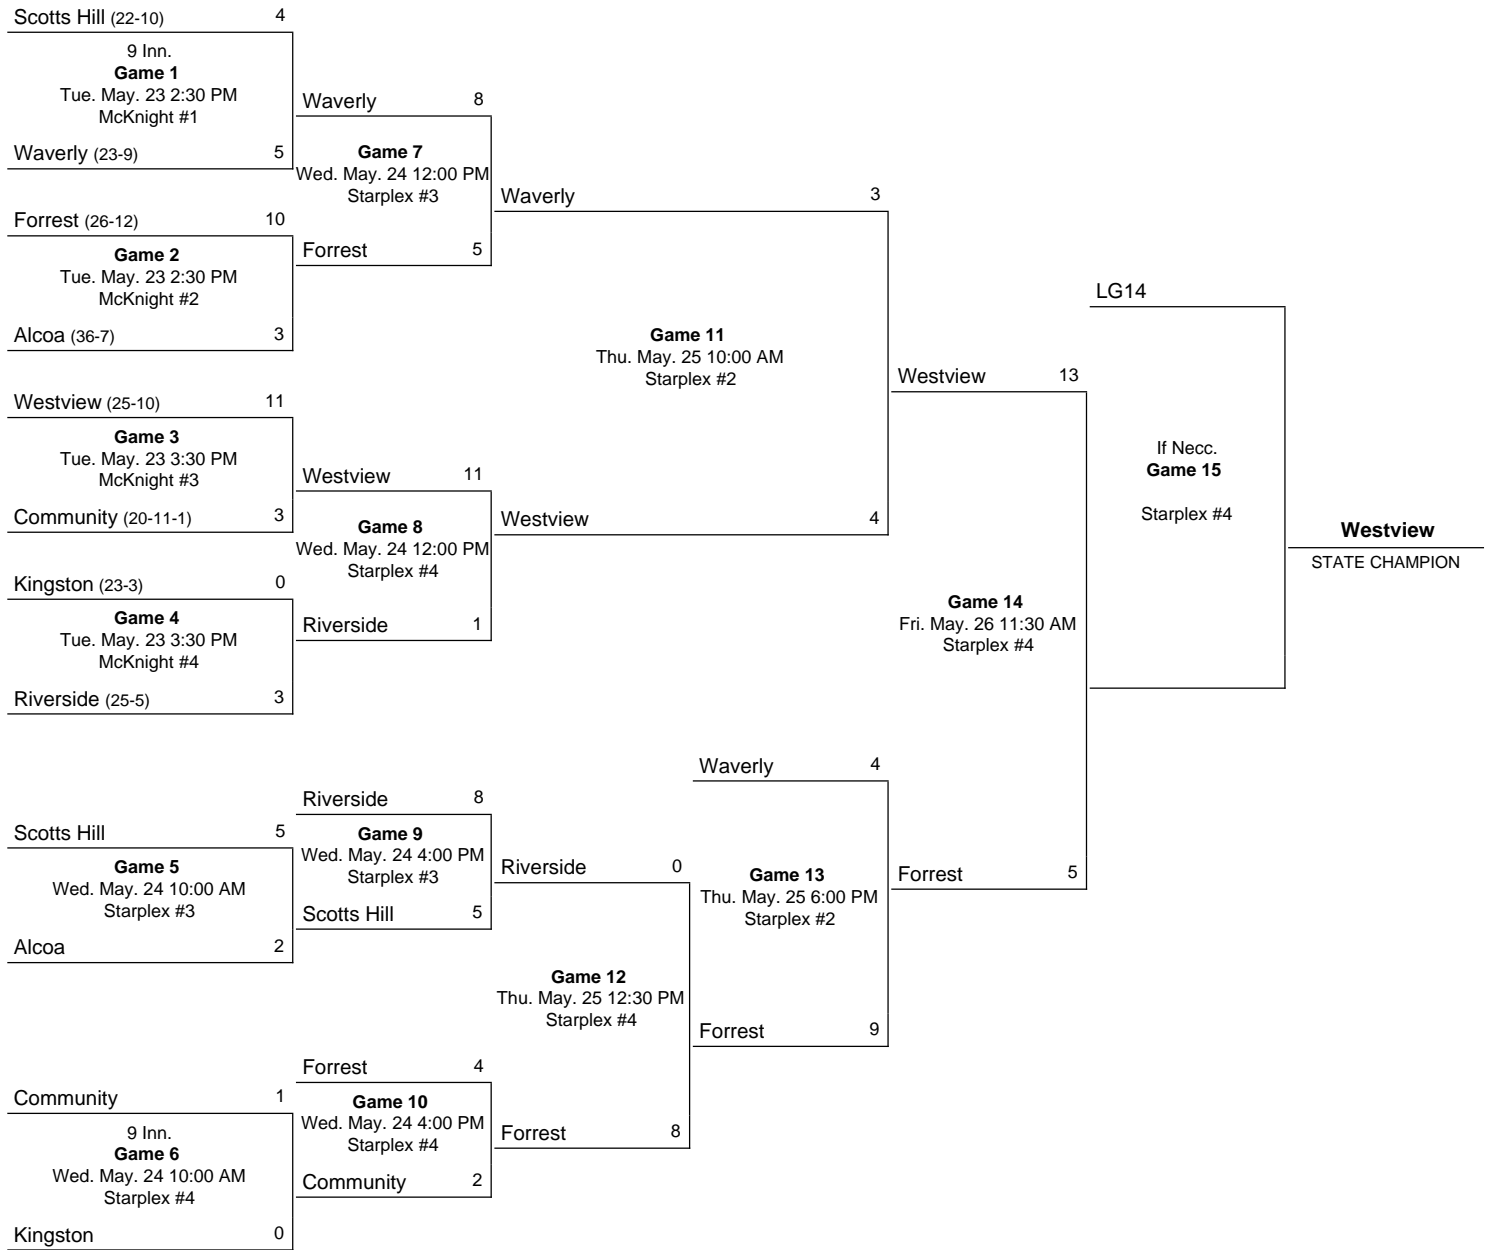 Scotts Hill (22-10) 4
9 Inn.
Game 1
Tue. May. 23 2:30 PM
McKnight #1
Waverly (23-9) 5
Forrest (26-12) 10
Game 2
Tue. May. 23 2:30 PM
McKnight #2
Alcoa (36-7) 3
Westview (25-10) 11
Game 3
Tue. May. 23 3:30 PM
McKnight #3
Community (20-11-1) 3
Kingston (23-3) 0
Game 4
Tue. May. 23 3:30 PM
McKnight #4
Riverside (25-5) 3
Scotts Hill 5
Game 5
Wed. May. 24 10:00 AM
Starplex #3
Alcoa 2
Community 1
9 Inn.
Game 6
Wed. May. 24 10:00 AM
Starplex #4
Kingston 0
Waverly 8
Game 7
Wed. May. 24 12:00 PM
Starplex #3
Forrest 5
Westview 11
Game 8
Wed. May. 24 12:00 PM
Starplex #4
Riverside 1
Riverside 8
Game 9
Wed. May. 24 4:00 PM
Starplex #3
Scotts Hill 5
Forrest 4
Game 10
Wed. May. 24 4:00 PM
Starplex #4
Community 2
Waverly 3
Game 11
Thu. May. 25 10:00 AM
Starplex #2
Westview 4
Riverside 0
Game 12
Thu. May. 25 12:30 PM
Starplex #4
Forrest 8
Waverly 4
Game 13
Thu. May. 25 6:00 PM
Starplex #2
Forrest 9
Westview 13
Game 14
Fri. May. 26 11:30 AM
Starplex #4
Forrest 5
LG14
If Necc.
Game 15
Starplex #4
Westview
STATE CHAMPION